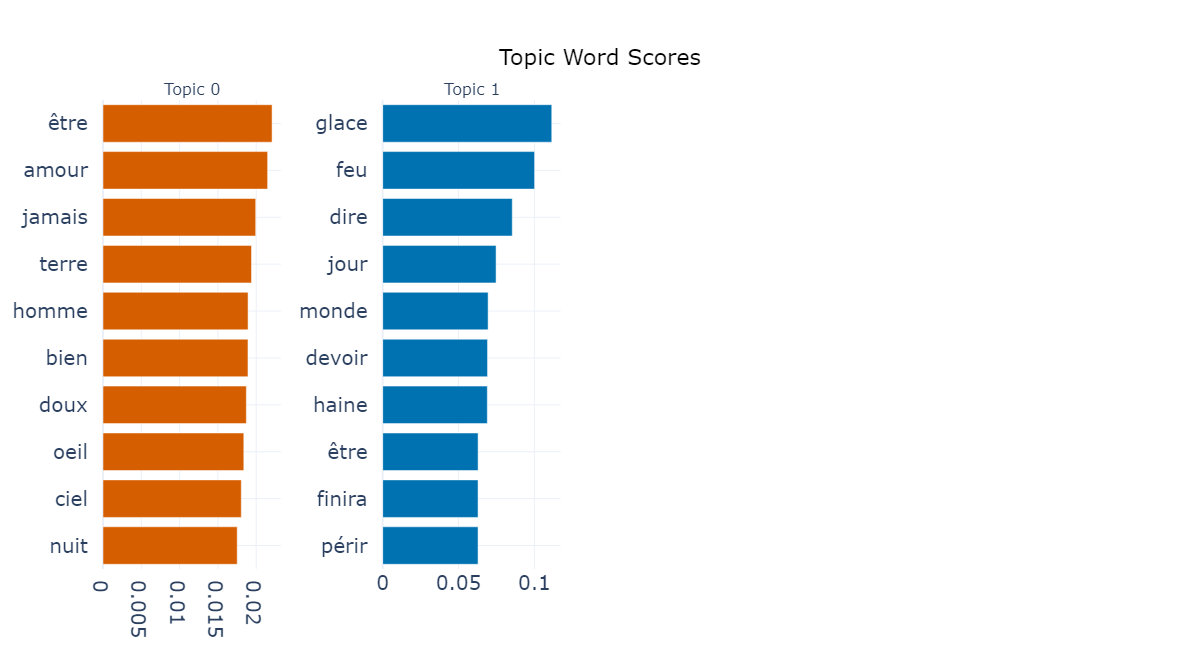 Topic Word Scores
Topic 0
être
amour
jamais
terre
homme
bien
doux
oeil
ciel
nuit
0
0.005
0.01
0.015
0.02
Topic 1
glace
feu
dire
jour
monde
devoir
haine
être
finira
périr
0
0.05
0.1